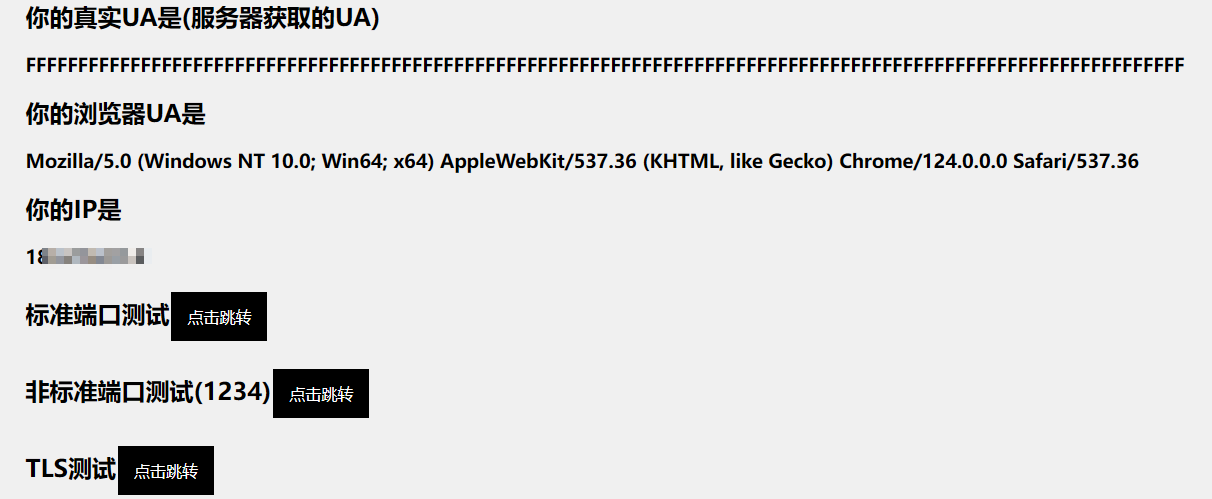 你的真实UA是(服务器获取的UA)
FFFFFFFFFFFFFFFFFFFFFFFFFFFFFFFFFFFFFFFFFFFFFFFFFFFFFFFFFFFFFFFFFFFFFFFFFFFFFFFFFFFFFFFFFFFFFFFFFFFFFFFFFFFFFFF
你的浏览器UA是
Mozilla/5.0 (Windows NT 10.0; Win64; x64) AppleWebKit/537.36 (KHTML, like Gecko) Chrome/124.0.0.0 Safari/537.36
你的IP是
标准端口测试 点击跳转
非标准端口测试(1234) 点击跳转
TLS测试 点击跳转